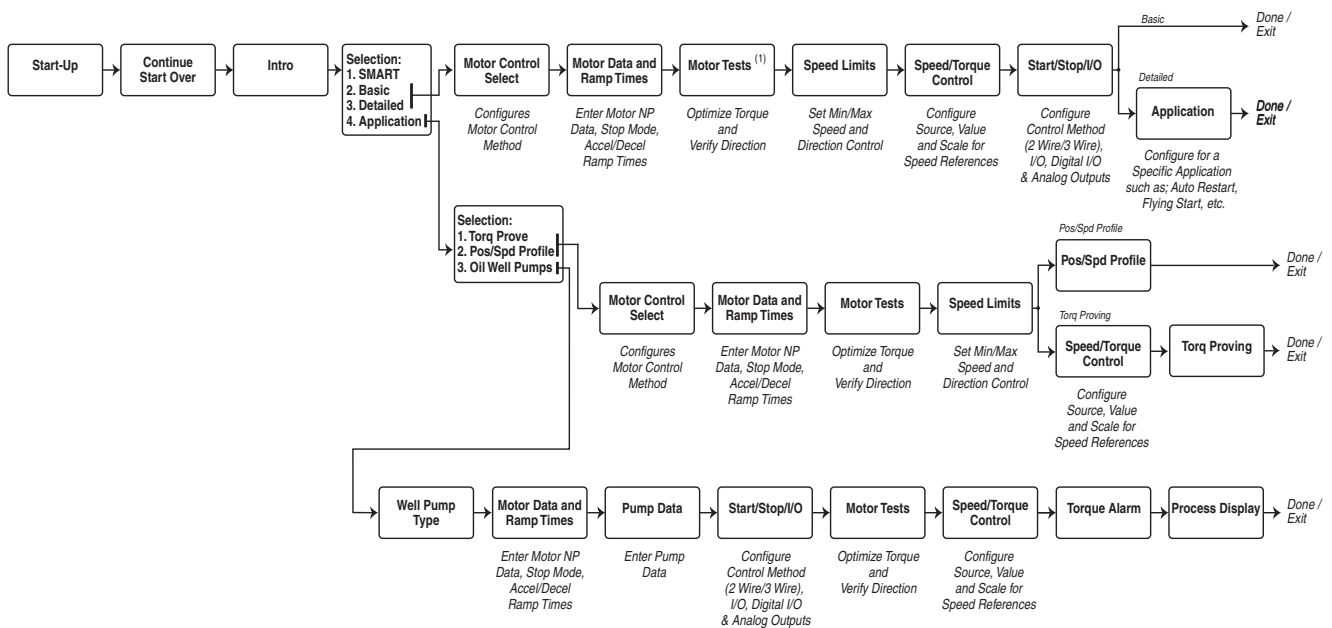 Start-Up
Continue
Start Over
Intro
Selection:
1. SMART
2. Basic
3. Detailed
4. Application
Motor Control
Select
Configures
Motor Control
Method
Motor Data and
Ramp Times
Enter Motor NP
Data, Stop Mode,
Accel/Decel
Ramp Times
Motor Tests (1)
Optimize Torque
and
Verify Direction
Speed Limits
Set Min/Max
Speed and
Direction Control
Speed/Torque
Control
Configure
Source, Value
and Scale for
Speed References
Start/Stop/I/O
Configure
Control Method
(2 Wire/3 Wire),
I/O, Digital I/O
& Analog Outputs
Basic
Done /
Exit
Detailed
Application
Configure for a
Specific Application
such as; Auto Restart,
Flying Start, etc.
Done /
Exit
Selection:
1. Torq Prove
2. Pos/Spd Profile
3. Oil Well Pumps
Motor Control
Select
Configures
Motor Control
Method
Motor Data and
Ramp Times
Enter Motor NP
Data, Stop Mode,
Accel/Decel
Ramp Times
Motor Tests
Optimize Torque
and
Verify Direction
Speed Limits
Set Min/Max
Speed and
Direction Control
Pos/Spd Profile
Pos/Spd Profile
Done /
Exit
Torq Proving
Speed/Torque
Control
Configure
Source, Value
and Scale for
Speed References
Torq Proving
Done /
Exit
Well Pump
Type
Motor Data and
Ramp Times
Enter Motor NP
Data, Stop Mode,
Accel/Decel
Ramp Times
Pump Data
Enter Pump
Data
Start/Stop/I/O
Configure
Control Method
(2 Wire/3 Wire),
I/O, Digital I/O
& Analog Outputs
Motor Tests
Optimize Torque
and
Verify Direction
Speed/Torque
Control
Configure
Source, Value
and Scale for
Speed References
Torque Alarm
Process Display
Done /
Exit